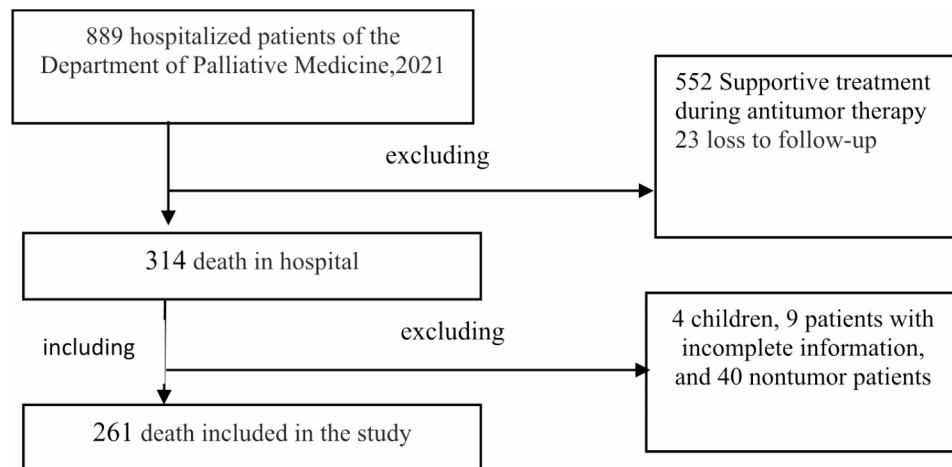 889 hospitalized patients of the
Department of Palliative Medicine,2021
552 Supportive treatment
during antitumor therapy
23 loss to follow-up
excluding
314 death in hospital
including
excluding
4 children, 9 patients with
incomplete information,
and 40 nontumor patients
261 death included in the study